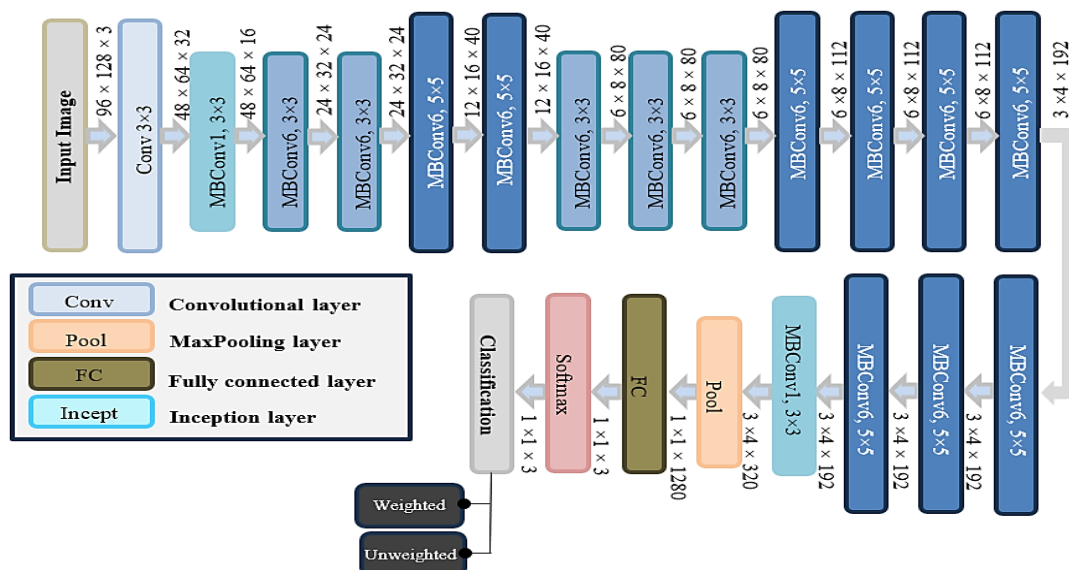 Input Image
96 × 128 × 3
Conv 3×3
48 × 64 × 32
MBConv1, 3×3
48 × 64 × 16
MBConv6, 3×3
24 × 32 × 24
MBConv6, 3×3
24 × 32 × 24
MBConv6, 5×5
12 × 16 × 40
MBConv6, 5×5
12 × 16 × 40
MBConv6, 3×3
6 × 8 × 80
MBConv6, 3×3
6 × 8 × 80
MBConv6, 3×3
6 × 8 × 80
MBConv6, 5×5
6 ×8 × 112
MBConv6, 5×5
6 ×8 × 112
MBConv6, 5×5
6 ×8 × 112
MBConv6, 5×5
3 ×4 × 192
MBConv6, 5×5
3 ×4 × 192
MBConv6, 5×5
3 ×4 × 192
MBConv6, 5×5
3 ×4 × 192
MBConv1, 3×3
3 ×4 × 320
Pool
1 ×1 × 1280
FC
1 ×1 × 3
Softmax
1 ×1 × 3
Classification
Weighted
Unweighted
Conv Convolutional layer
Pool MaxPooling layer
FC Fully connected layer
Incept Inception layer